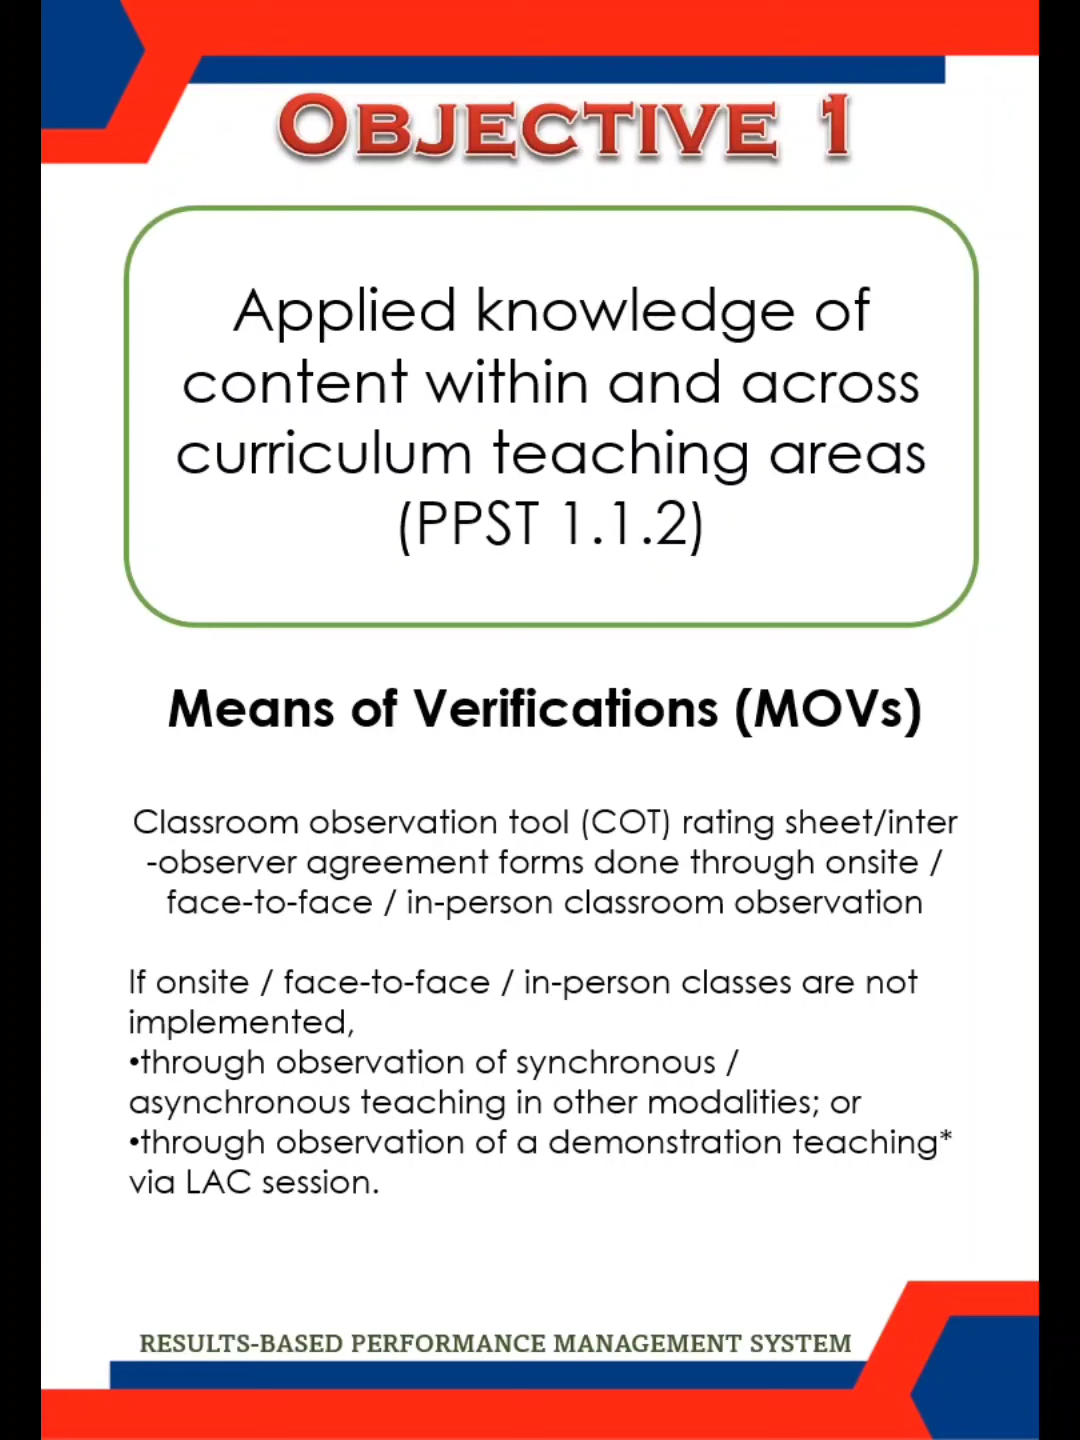 OBJECTIVE 1
Applied knowledge of
content within and across
curriculum teaching areas
(PPST 1.1.2)
Means of Verifications (MOVs)
Classroom observation tool (COT) rating sheet/inter
-observer agreement forms done through onsite /
face-to-face / in-person classroom observation
If onsite / face-to-face / in-person classes are not
implemented,
•through observation of synchronous /
asynchronous teaching in other modalities; or
•through observation of a demonstration teaching*
via LAC session.
RESULTS-BASED PERFORMANCE MANAGEMENT SYSTEM